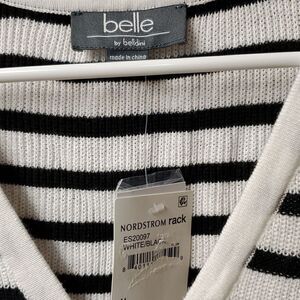 belle
by belldini
made in china
NORDSTROM rack
ES20097
WHITE/BLACK